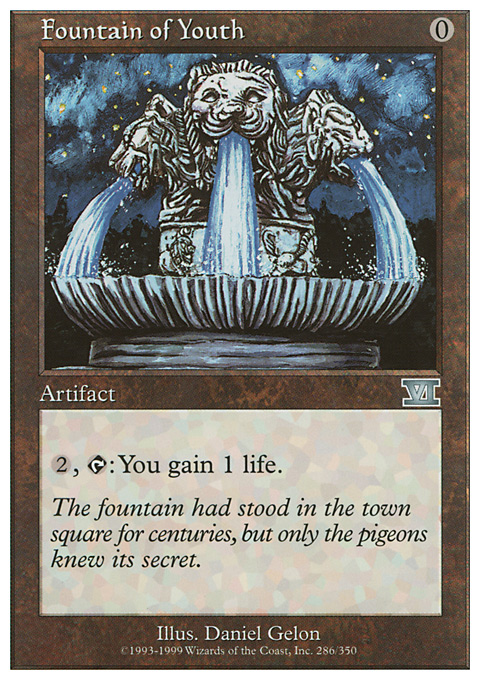 Fountain of Youth 0
Artifact VI
2, T: You gain 1 life.
The fountain had stood in the town
square for centuries, but only the pigeons
knew its secret.
Illus. Daniel Gelon
©1993-1999 Wizards of the Coast, Inc. 286/350